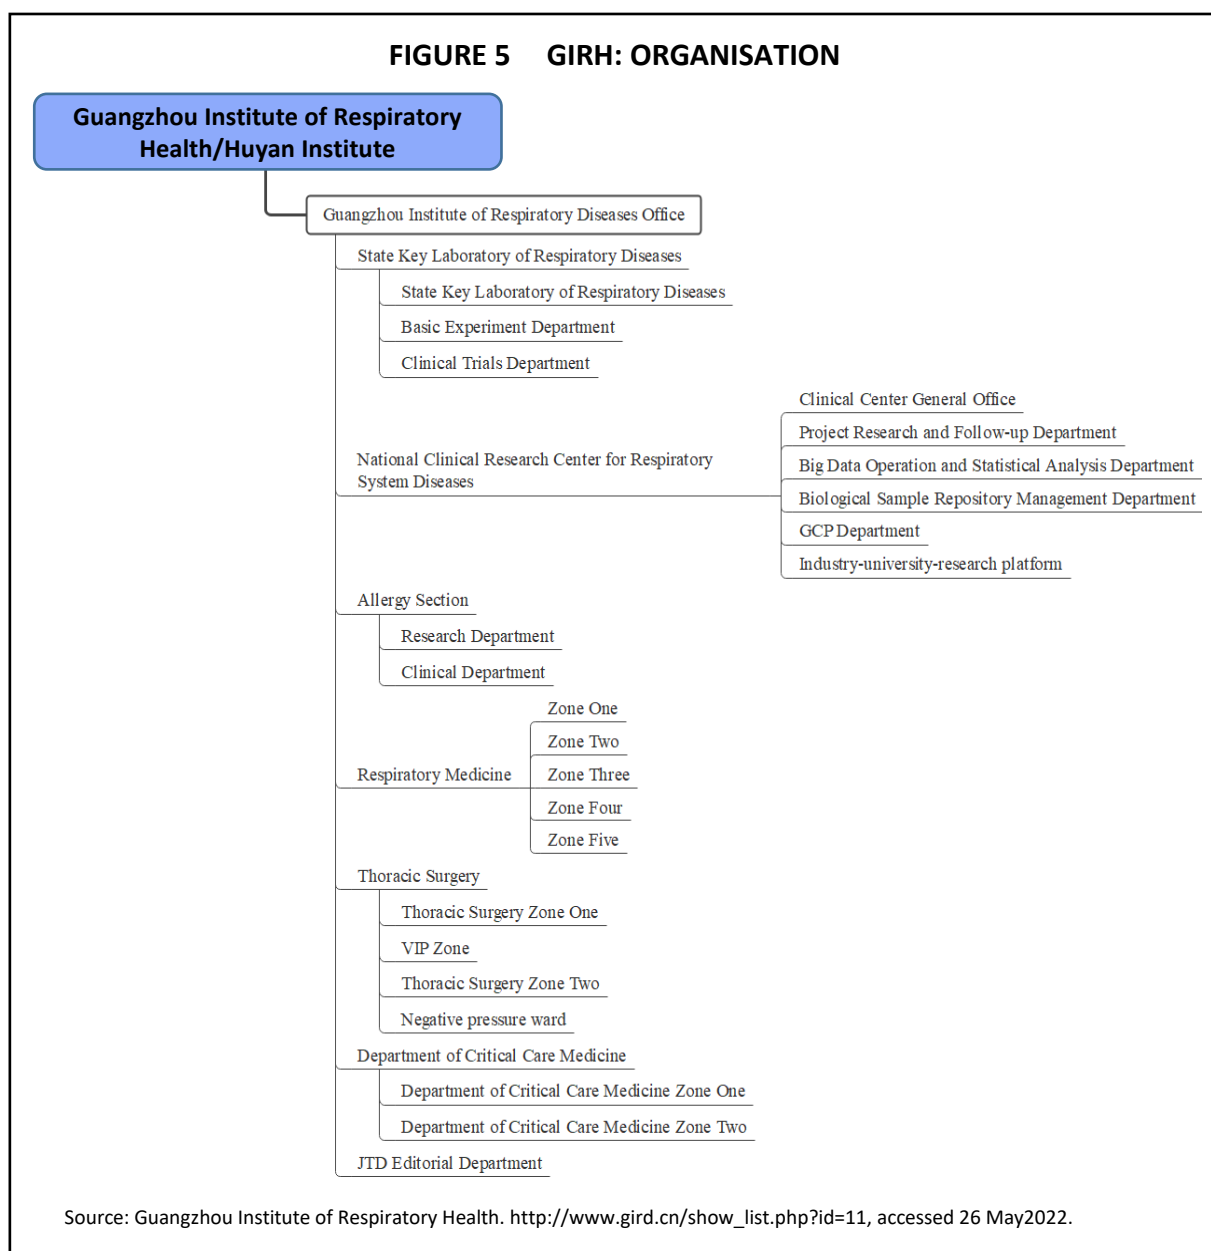 FIGURE 5 GIRH: ORGANISATION
Guangzhou Institute of Respiratory
Health/Huyan Institute
Guangzhou Institute of Respiratory Diseases Office
State Key Laboratory of Respiratory Diseases
State Key Laboratory of Respiratory Diseases
Basic Experiment Department
Clinical Trials Department
National Clinical Research Center for Respiratory
System Diseases
Clinical Center General Office
Project Research and Follow-up Department
Big Data Operation and Statistical Analysis Department
Biological Sample Repository Management Department
GCP Department
Industry-university-research platform
Allergy Section
Research Department
Clinical Department
Respiratory Medicine
Zone One
Zone Two
Zone Three
Zone Four
Zone Five
Thoracic Surgery
Thoracic Surgery Zone One
VIP Zone
Thoracic Surgery Zone Two
Negative pressure ward
Department of Critical Care Medicine
Department of Critical Care Medicine Zone One
Department of Critical Care Medicine Zone Two
JTD Editorial Department
Source: Guangzhou Institute of Respiratory Health. http://www.gird.cn/show_list.php?id=11, accessed 26 May2022.